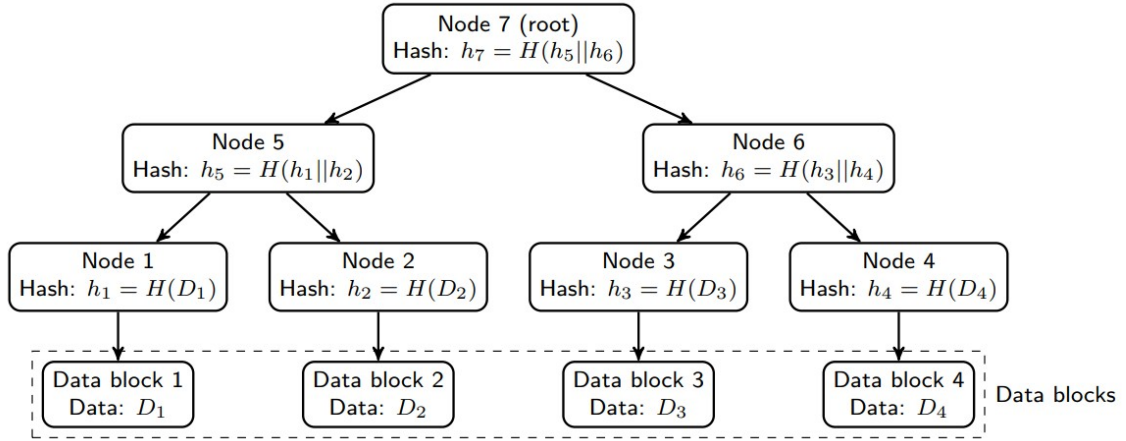 Node 7 (root)
Hash: h₇ = H(h₅||h₆)
Node 5
Hash: h₅ = H(h₁||h₂)
Node 6
Hash: h₆ = H(h₃||h₄)
Node 1
Hash: h₁ = H(D₁)
Node 2
Hash: h₂ = H(D₂)
Node 3
Hash: h₃ = H(D₃)
Node 4
Hash: h₄ = H(D₄)
Data block 1
Data: D₁
Data block 2
Data: D₂
Data block 3
Data: D₃
Data block 4
Data: D₄
Data blocks